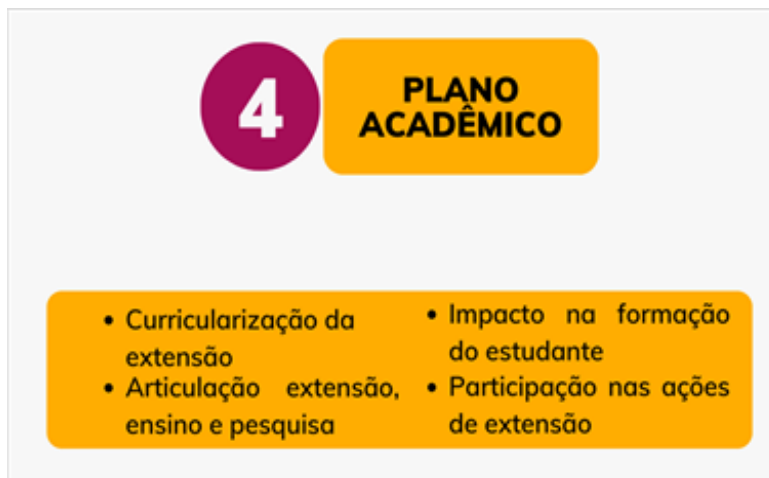 4
PLANO
ACADÊMICO
• Curricularização da
extensão
• Articulação extensão,
ensino e pesquisa
• Impacto na formação
do estudante
• Participação nas ações
de extensão